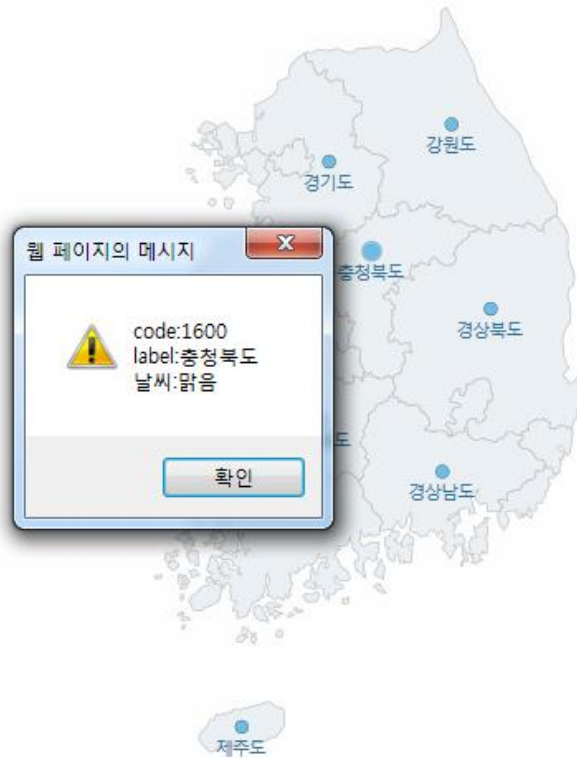 강원도
경기도
웹 페이지의 메시지
충청북도
code:1600
label:충청북도
날씨:맑음
경상북도
도
확인
경상남도
제주도